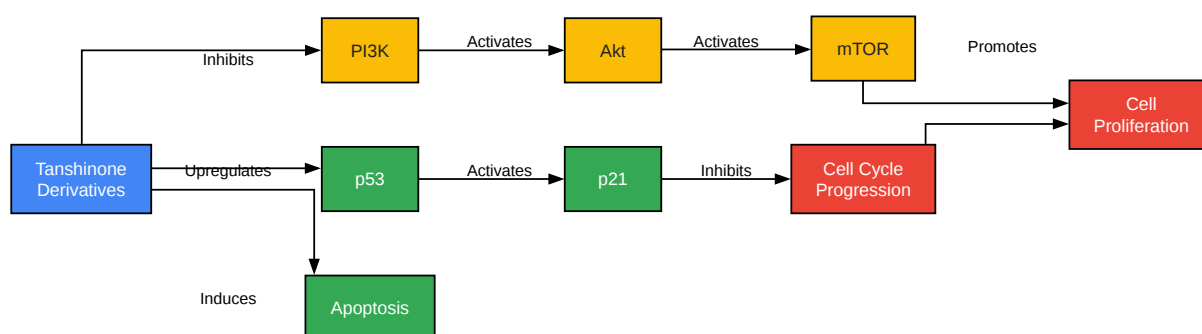 Inhibits
PI3K
Activates
Akt
Activates
mTOR
Promotes
Cell
Proliferation
Tanshinone
Derivatives
Upregulates
p53
Activates
p21
Inhibits
Cell Cycle
Progression
Induces
Apoptosis